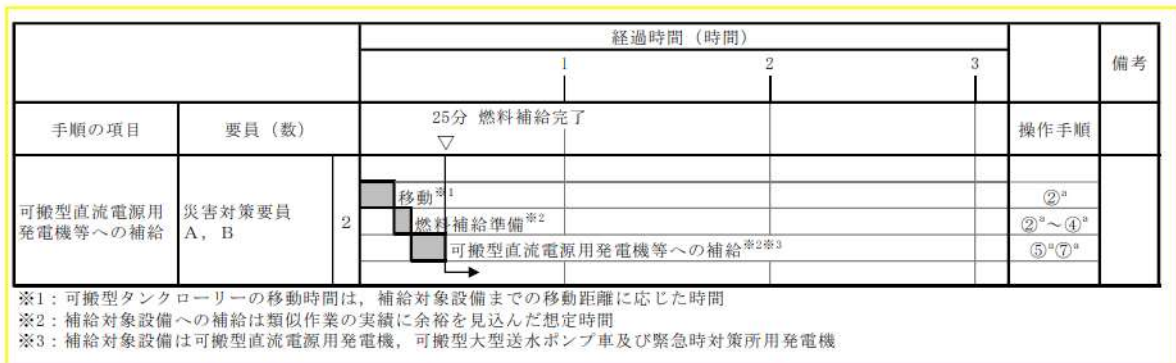 経過時間（時間）
備考
1 2 3
手順の項目 要員（数） 操作手順
25分 燃料補給完了
▽
可搬型直流電源用
発電機等への補給
災害対策要員
A，B
2
移動※1 ②ª
燃料補給準備※2 ②ª～④ª
可搬型直流電源用発電機等への補給※2※3 ⑤ª⑦ª
※1：可搬型タンクローリーの移動時間は，補給対象設備までの移動距離に応じた時間
※2：補給対象設備への補給は類似作業の実績に余裕を見込んだ想定時間
※3：補給対象設備は可搬型直流電源用発電機，可搬型大型送水ポンプ車及び緊急時対策所用発電機